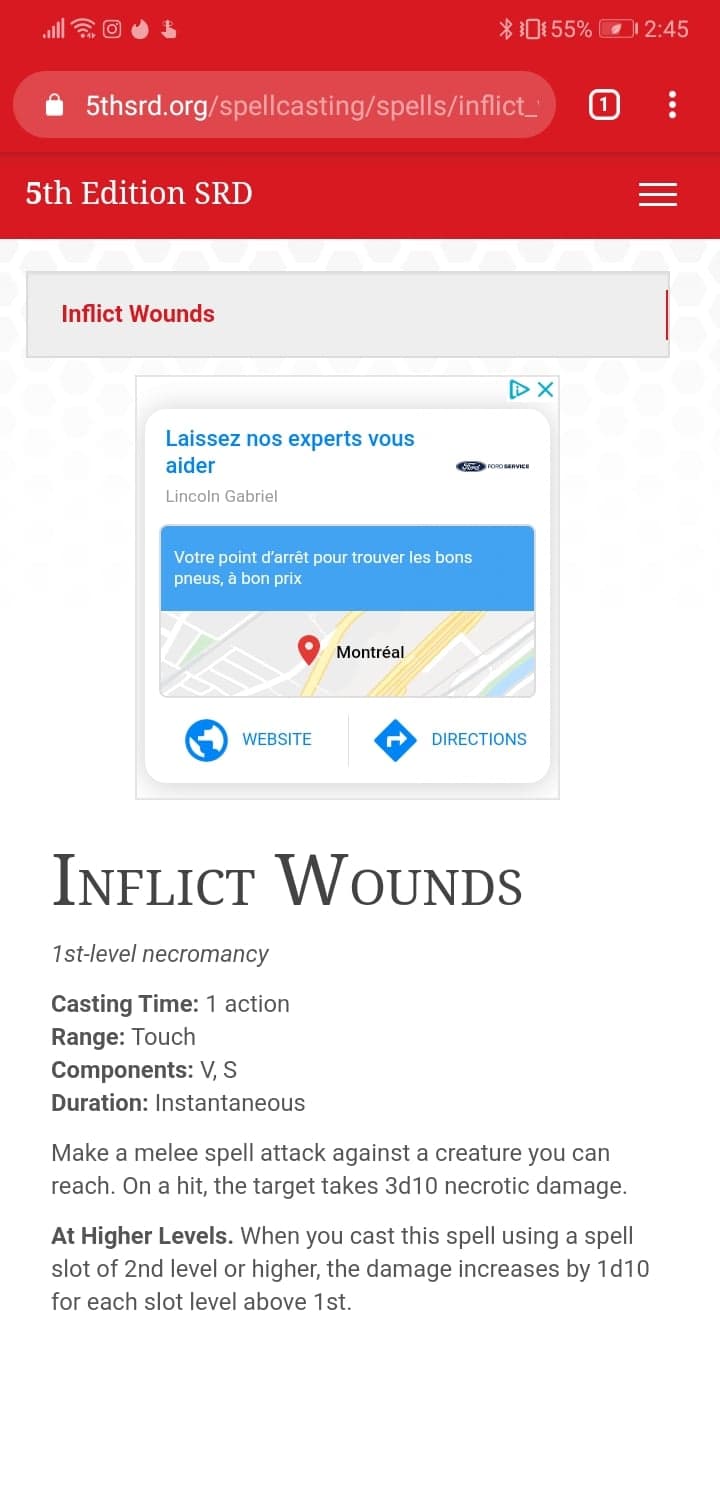 55% 2:45
5thsrd.org/spellcasting/spells/inflict_
1
5th Edition SRD
Inflict Wounds
Laissez nos experts vous
aider
Ford FORD SERVICE
Lincoln Gabriel
Votre point d'arrêt pour trouver les bons
pneus, à bon prix
Montréal
WEBSITE DIRECTIONS
Inflict Wounds
1st-level necromancy
Casting Time: 1 action
Range: Touch
Components: V, S
Duration: Instantaneous
Make a melee spell attack against a creature you can
reach. On a hit, the target takes 3d10 necrotic damage.
At Higher Levels. When you cast this spell using a spell
slot of 2nd level or higher, the damage increases by 1d10
for each slot level above 1st.